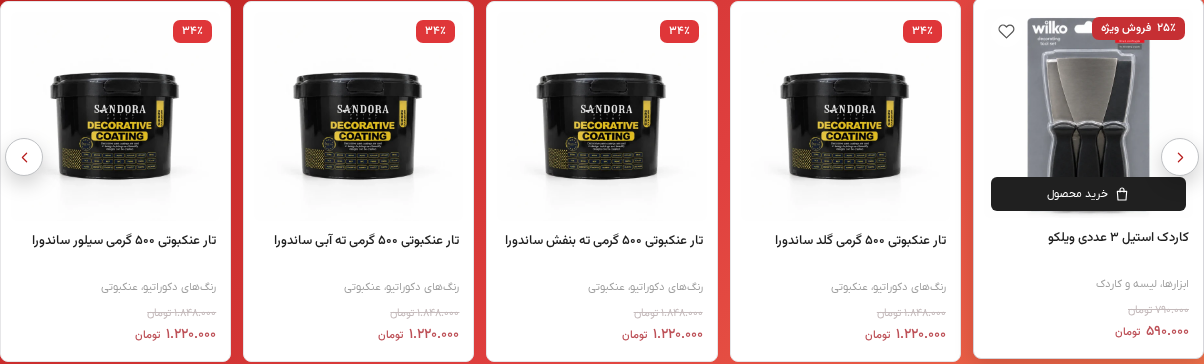 ۲۵٪ فروش ویژه
wilko
خرید محصول
کاردک استیل ۳ عددی ویلکو
ابزارها، لیسه و کاردک
۷۹۰.۰۰۰ تومان
۵۹۰.۰۰۰ تومان
۳۴٪
SANDORA
DECORATIVE
COATING
تار عنکبوتی ۵۰۰ گرمی گلد ساندورا
رنگ‌های دکوراتیو، عنکبوتی
۱.۸۴۸.۰۰۰ تومان
۱.۲۲۰.۰۰۰ تومان
۳۴٪
SANDORA
DECORATIVE
COATING
تار عنکبوتی ۵۰۰ گرمی ته بنفش ساندورا
رنگ‌های دکوراتیو، عنکبوتی
۱.۸۴۸.۰۰۰ تومان
۱.۲۲۰.۰۰۰ تومان
۳۴٪
SANDORA
DECORATIVE
COATING
تار عنکبوتی ۵۰۰ گرمی ته آبی ساندورا
رنگ‌های دکوراتیو، عنکبوتی
۱.۸۴۸.۰۰۰ تومان
۱.۲۲۰.۰۰۰ تومان
۳۴٪
SANDORA
DECORATIVE
COATING
تار عنکبوتی ۵۰۰ گرمی سیلور ساندورا
رنگ‌های دکوراتیو، عنکبوتی
۱.۸۴۸.۰۰۰ تومان
۱.۲۲۰.۰۰۰ تومان